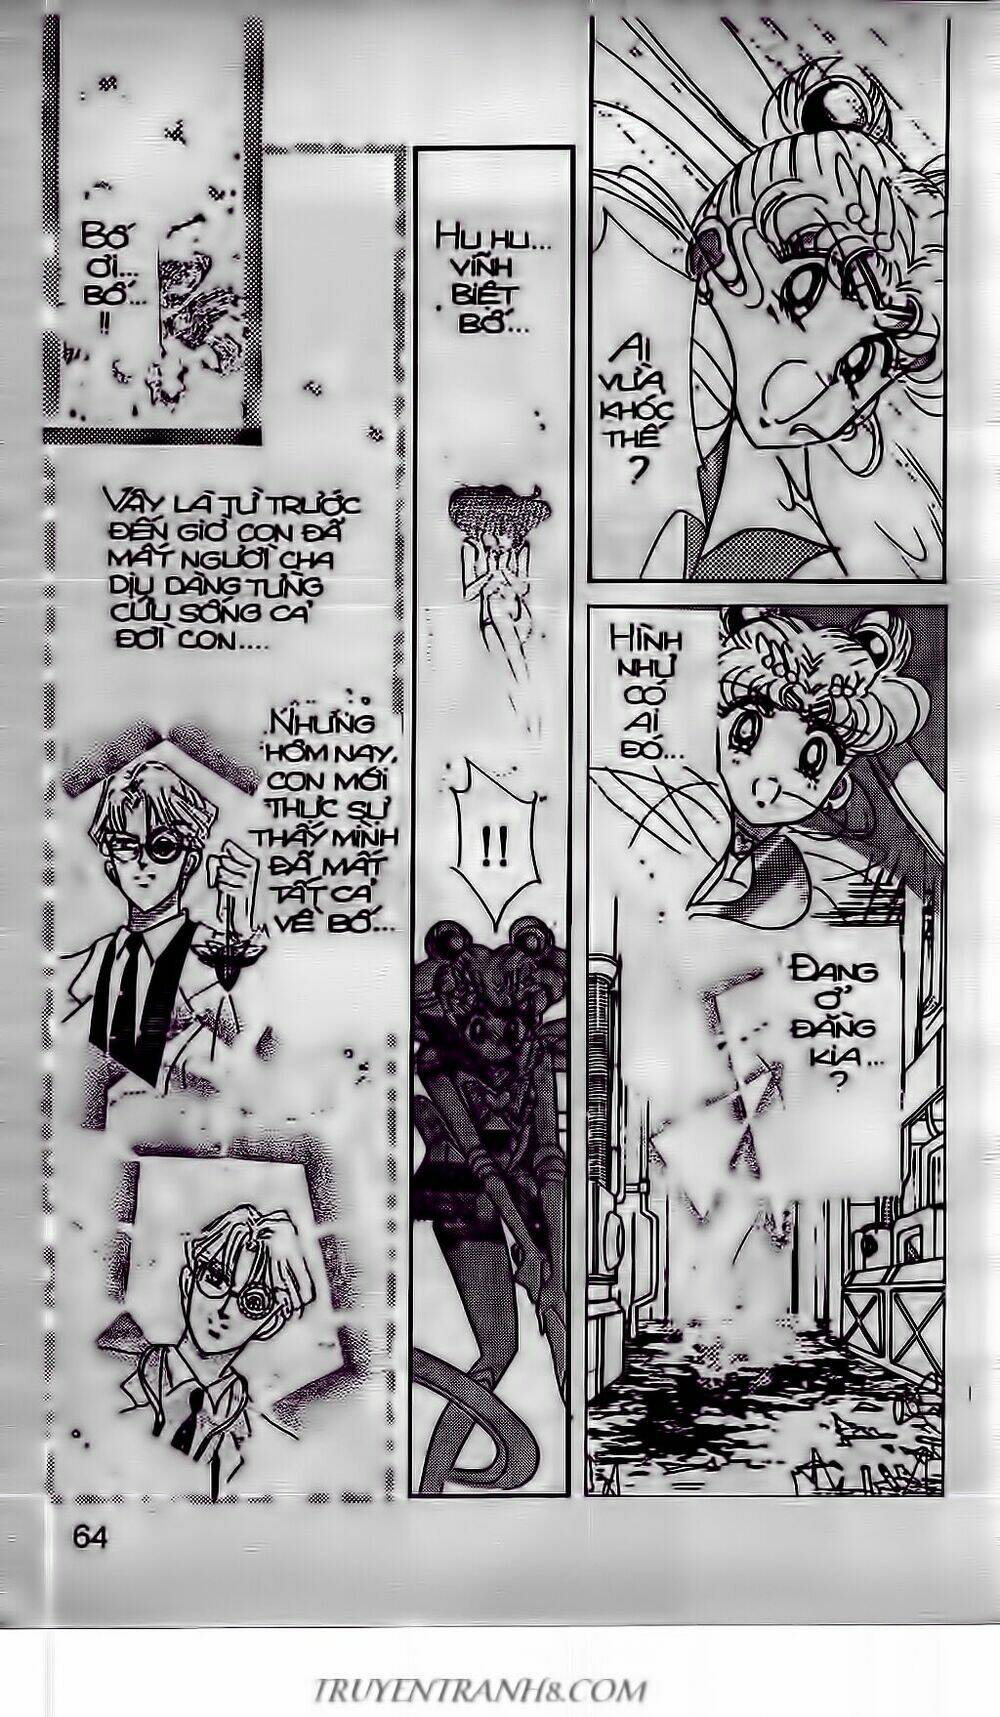 AI
VỪA
KHÓC
THẾ
?
HÌNH
NHƯ
CÓ
AI
ĐÓ...
ĐANG
Ở
ĐẰNG
KIA...
?
HU HU...
VĨNH
BIỆT
BỐ...
!!
BỐ
ƠI...
BỐ...
!!
VẬY LÀ TỪ TRƯỚC
ĐẾN GIỜ CON ĐÃ
MẤT NGƯỜI CHA
DỊU DÀNG TỪNG
CỨU SỐNG CẢ
ĐỜI CON....
NHƯNG
HÔM NAY,
CON MỚI
THỰC SỰ
THẤY MÌNH
ĐÃ MẤT
TẤT CẢ
VỀ BỐ...
64
TRUYENTRANH8.COM